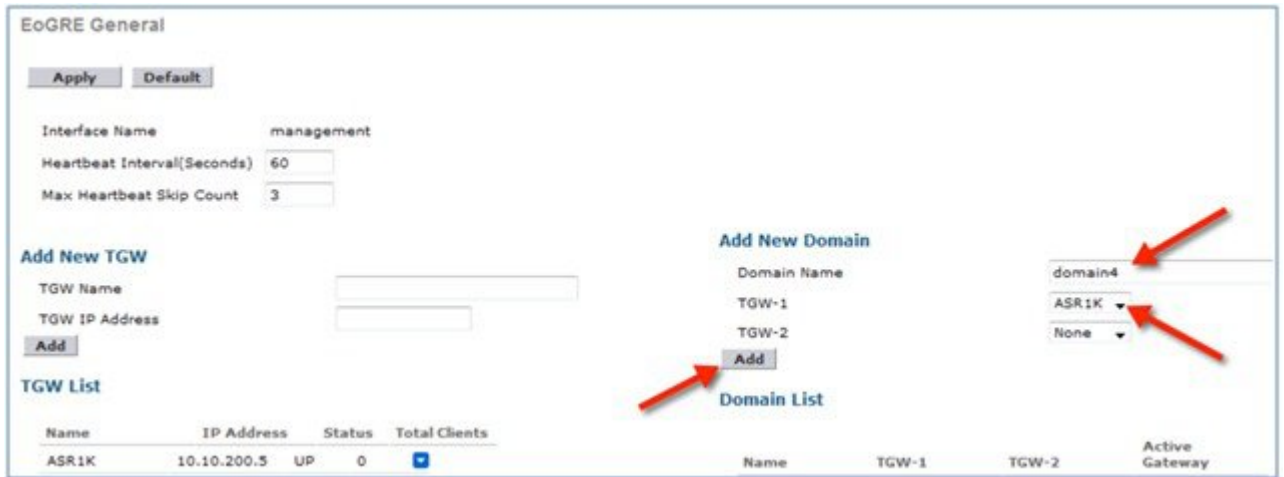 EoGRE General
Apply Default
Interface Name management
Heartbeat Interval(Seconds) 60
Max Heartbeat Skip Count 3
Add New TGW
TGW Name
TGW IP Address
Add
TGW List
Name IP Address Status Total Clients
ASR1K 10.10.200.5 UP 0
Add New Domain
Domain Name domain4
TGW-1 ASR1K
TGW-2 None
Add
Domain List
Name TGW-1 TGW-2 Active Gateway